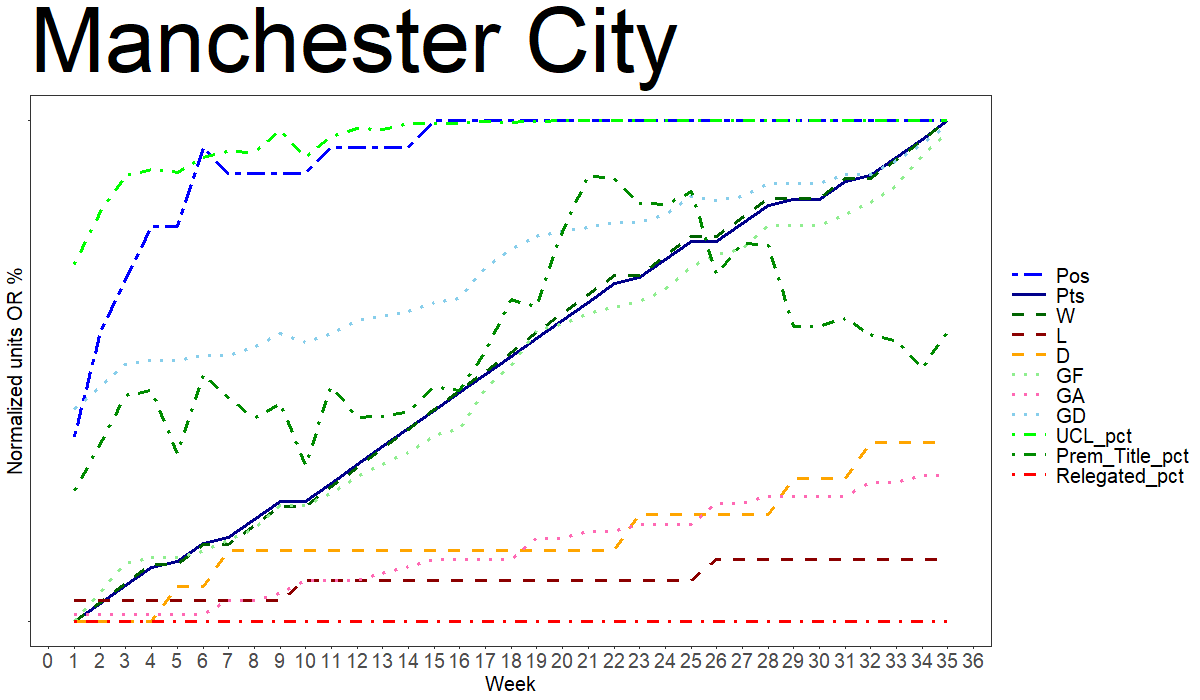 Manchester City
Normalized units OR %
0 1 2 3 4 5 6 7 8 9 10 11 12 13 14 15 16 17 18 19 20 21 22 23 24 25 26 27 28 29 30 31 32 33 34 35 36
Week
Pos
Pts
W
L
D
GF
GA
GD
UCL_pct
Prem_Title_pct
Relegated_pct